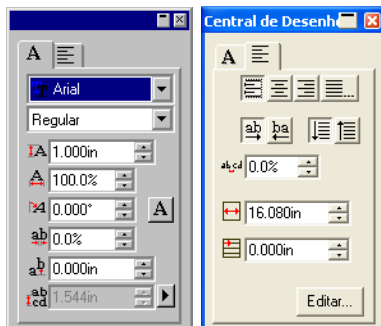 Central de Desenh
A
A
Arial
Regular
1.000in
100.0%
0.000°
A
0.0%
0.000in
1.544in
ab ba
abcd 0.0%
16.080in
0.000in
Editar...